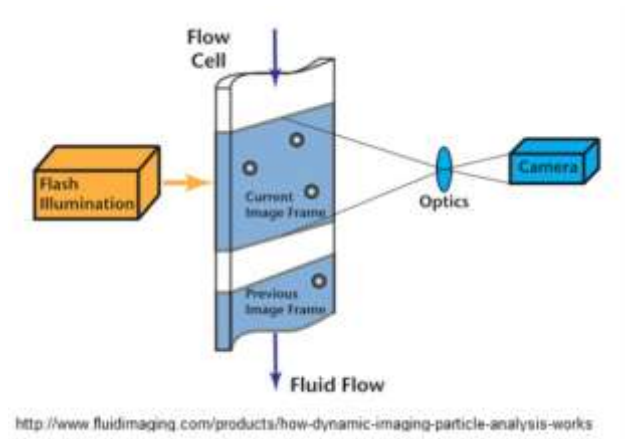 Flow
Cell
Flash
Illumination
Current
Image Frame
Camera
Optics
Previous
Image Frame
Fluid Flow
http://www.fluidimaging.com/products/how-dynamic-imaging-particle-analysis-works